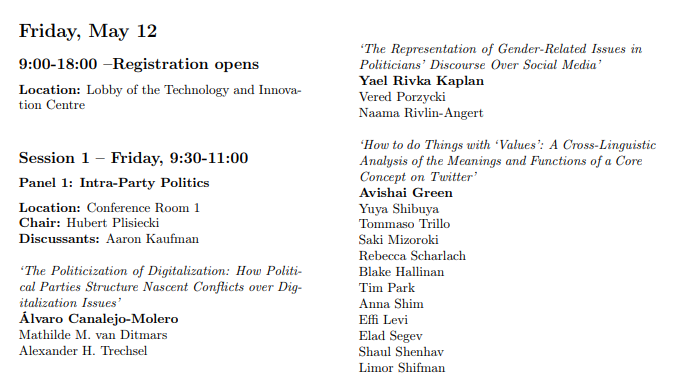 Friday, May 12
9:00-18:00 –Registration opens
Location: Lobby of the Technology and Innova-
tion Centre
Session 1 – Friday, 9:30-11:00
Panel 1: Intra-Party Politics
Location: Conference Room 1
Chair: Hubert Plisiecki
Discussants: Aaron Kaufman
‘The Politicization of Digitalization: How Politi-
cal Parties Structure Nascent Conflicts over Dig-
italization Issues’
Álvaro Canalejo-Molero
Mathilde M. van Ditmars
Alexander H. Trechsel
‘The Representation of Gender-Related Issues in
Politicians’ Discourse Over Social Media’
Yael Rivka Kaplan
Vered Porzycki
Naama Rivlin-Angert
‘How to do Things with ‘Values’: A Cross-Linguistic
Analysis of the Meanings and Functions of a Core
Concept on Twitter’
Avishai Green
Yuya Shibuya
Tommaso Trillo
Saki Mizoroki
Rebecca Scharlach
Blake Hallinan
Tim Park
Anna Shim
Effi Levi
Elad Segev
Shaul Shenhav
Limor Shifman